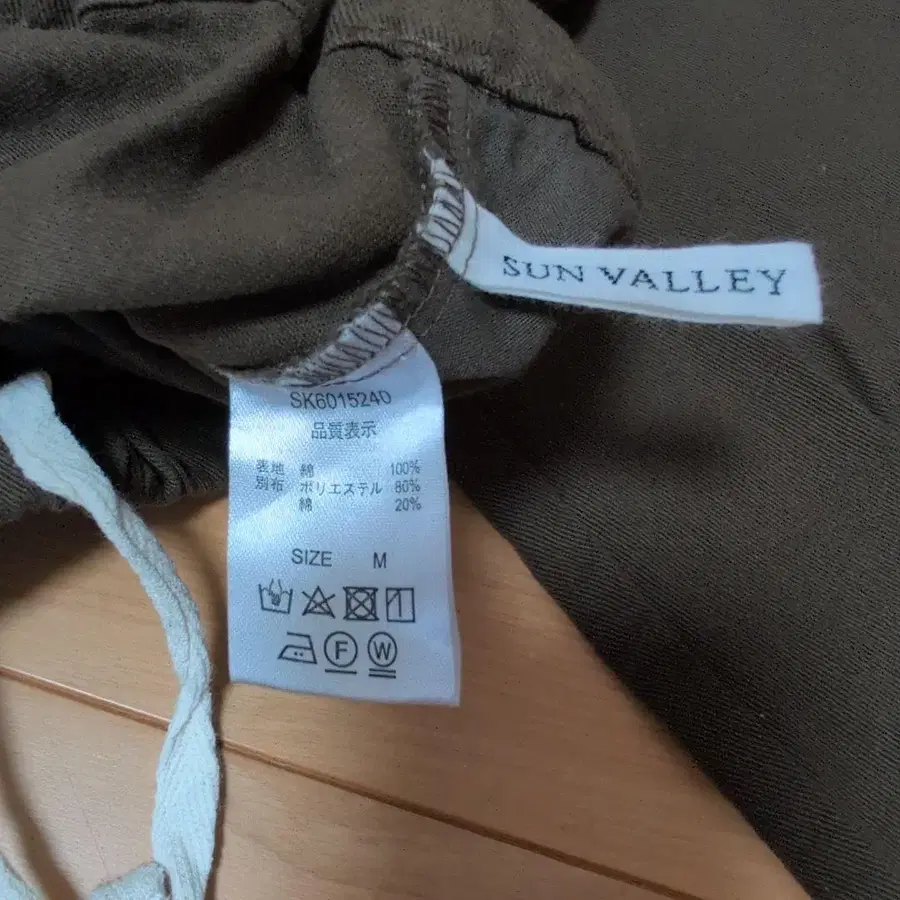 SUN VALLEY
SK6015240
品質表示
表地 綿 100%
別布 ポリエステル 80%
綿 20%
SIZE M
F W